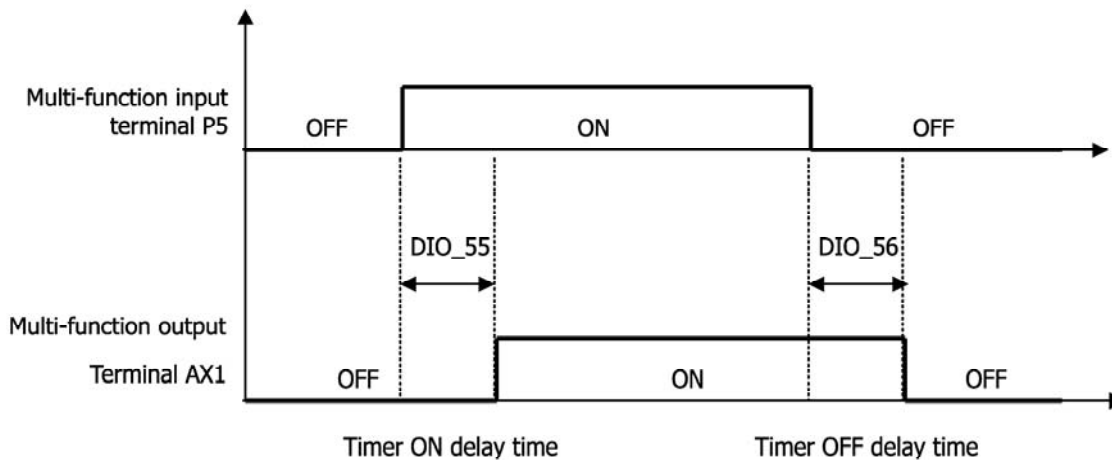 Multi-function input
terminal P5
OFF
ON
OFF
DIO_55
DIO_56
Multi-function output
Terminal AX1
OFF
ON
OFF
Timer ON delay time
Timer OFF delay time